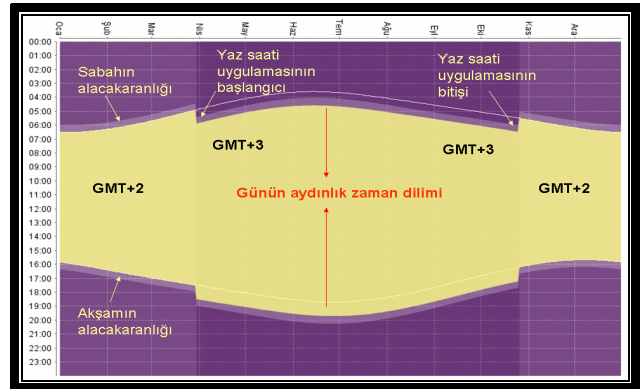 Oca Şub Mar Nis May Haz Tem Ağu Eyl Eki Kas Ara
00:00
01:00
02:00
03:00
04:00
05:00
06:00
07:00
08:00
09:00
10:00
11:00
12:00
13:00
14:00
15:00
16:00
17:00
18:00
19:00
20:00
21:00
22:00
23:00
Sabahın
alacakaranlığı
Yaz saati
uygulamasının
başlangıcı
Yaz saati
uygulamasının
bitişi
GMT+3
GMT+3
GMT+2
GMT+2
Günün aydınlık zaman dilimi
Akşamın
alacakaranlığı